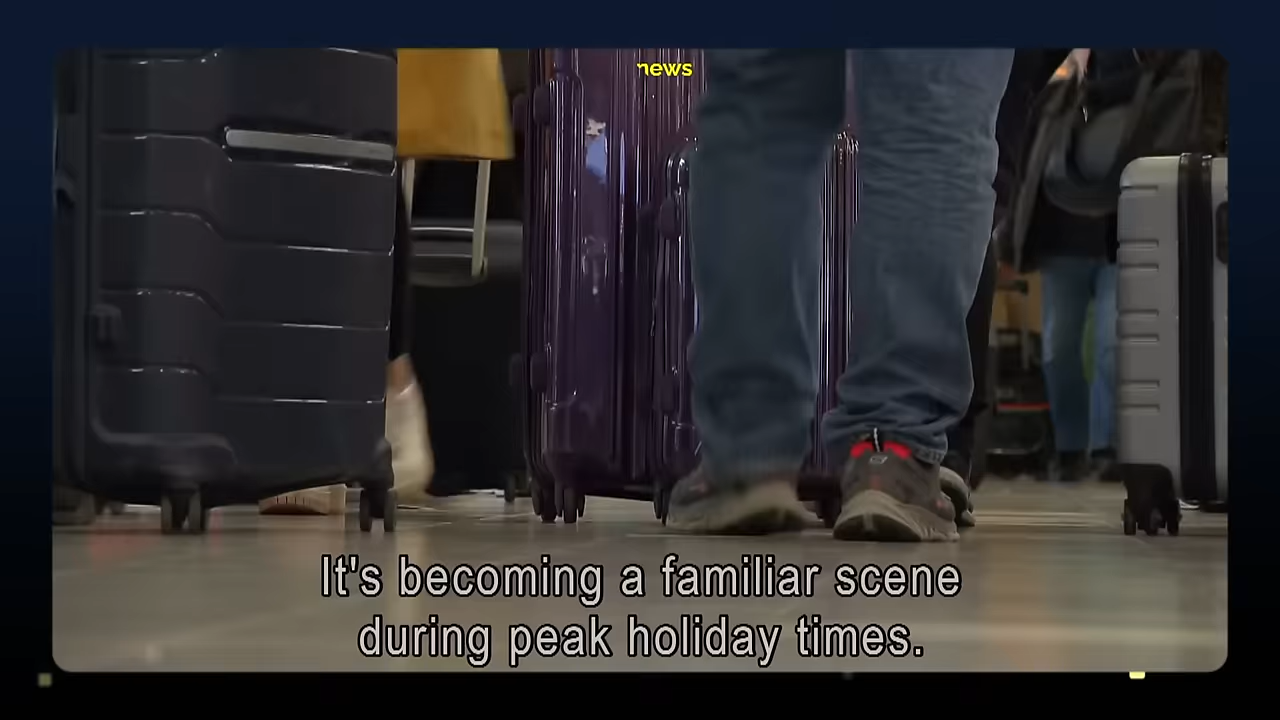 news
It's becoming a familiar scene
during peak holiday times.